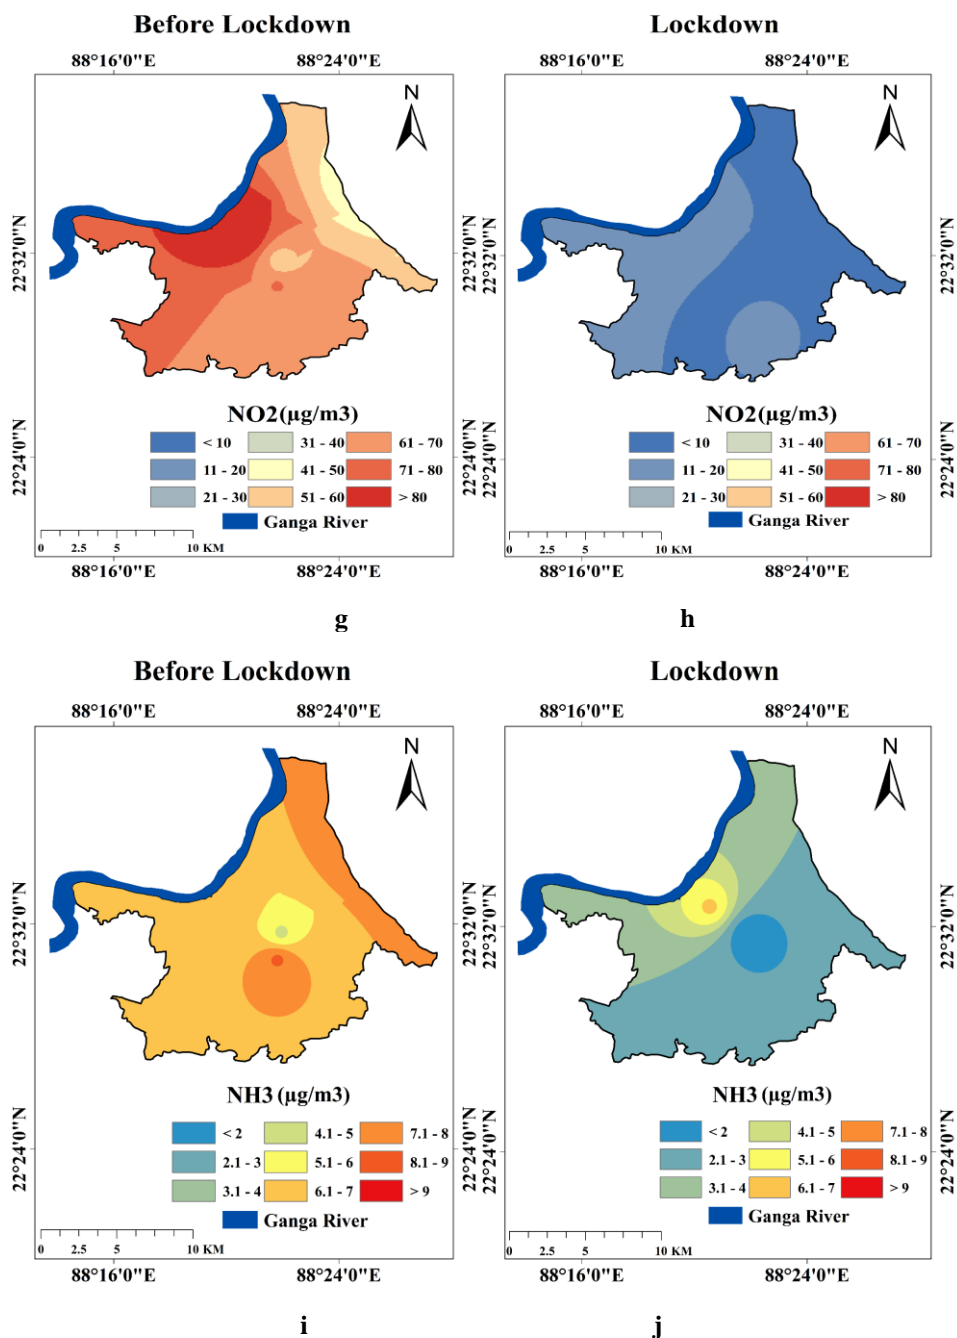 Before Lockdown
Lockdown
88°16'0"E 88°24'0"E
88°16'0"E 88°24'0"E
N
N
22°32'0"N
22°32'0"N
22°32'0"N
22°24'0"N
22°24'0"N
22°24'0"N
NO2(µg/m3)
< 10 31 - 40 61 - 70
11 - 20 41 - 50 71 - 80
21 - 30 51 - 60 > 80
Ganga River
0 2.5 5 10 KM
NO2(µg/m3)
< 10 31 - 40 61 - 70
11 - 20 41 - 50 71 - 80
21 - 30 51 - 60 > 80
Ganga River
0 2.5 5 10 KM
88°16'0"E 88°24'0"E
88°16'0"E 88°24'0"E
g
h
Before Lockdown
Lockdown
88°16'0"E 88°24'0"E
88°16'0"E 88°24'0"E
N
N
22°32'0"N
22°32'0"N
22°32'0"N
22°24'0"N
22°24'0"N
22°24'0"N
NH3 (µg/m3)
< 2 4.1 - 5 7.1 - 8
2.1 - 3 5.1 - 6 8.1 - 9
3.1 - 4 6.1 - 7 > 9
Ganga River
0 2.5 5 10 KM
NH3 (µg/m3)
< 2 4.1 - 5 7.1 - 8
2.1 - 3 5.1 - 6 8.1 - 9
3.1 - 4 6.1 - 7 > 9
Ganga River
0 2.5 5 10 KM
88°16'0"E 88°24'0"E
88°16'0"E 88°24'0"E
i
j